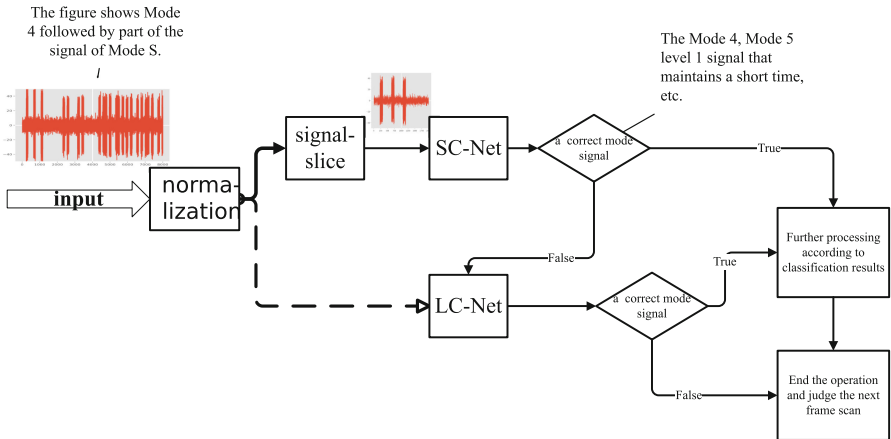 The figure shows Mode
4 followed by part of the
signal of Mode S.
The Mode 4, Mode 5
level 1 signal that
maintains a short time,
etc.
input
norma-
lization
signal-
slice
SC-Net
a correct mode
signal
True
False
LC-Net
a correct mode
signal
True
False
Further processing
according to
classification results
End the operation
and judge the next
frame scan